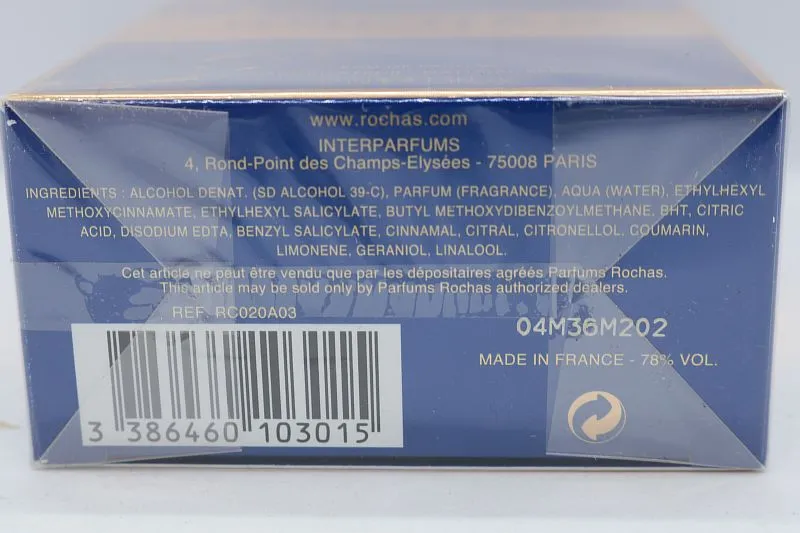 www.rochas.com
INTERPARFUMS
4, Rond-Point des Champs-Elysées - 75008 PARIS
INGREDIENTS : ALCOHOL DENAT. (SD ALCOHOL 39-C), PARFUM (FRAGRANCE), AQUA (WATER), ETHYLHEXYL
METHOXYCINNAMATE, ETHYLHEXYL SALICYLATE, BUTYL METHOXYDIBENZOYLMETHANE, BHT, CITRIC
ACID, DISODIUM EDTA, BENZYL SALICYLATE, CINNAMAL, CITRAL, CITRONELLOL, COUMARIN,
LIMONENE, GERANIOL, LINALOOL.
Cet article ne peut être vendu que par les dépositaires agréés Parfums Rochas.
This article may be sold only by Parfums Rochas authorized dealers.
REF. RC020A03
04M36M202
MADE IN FRANCE - 78% VOL.
3 386460 103015